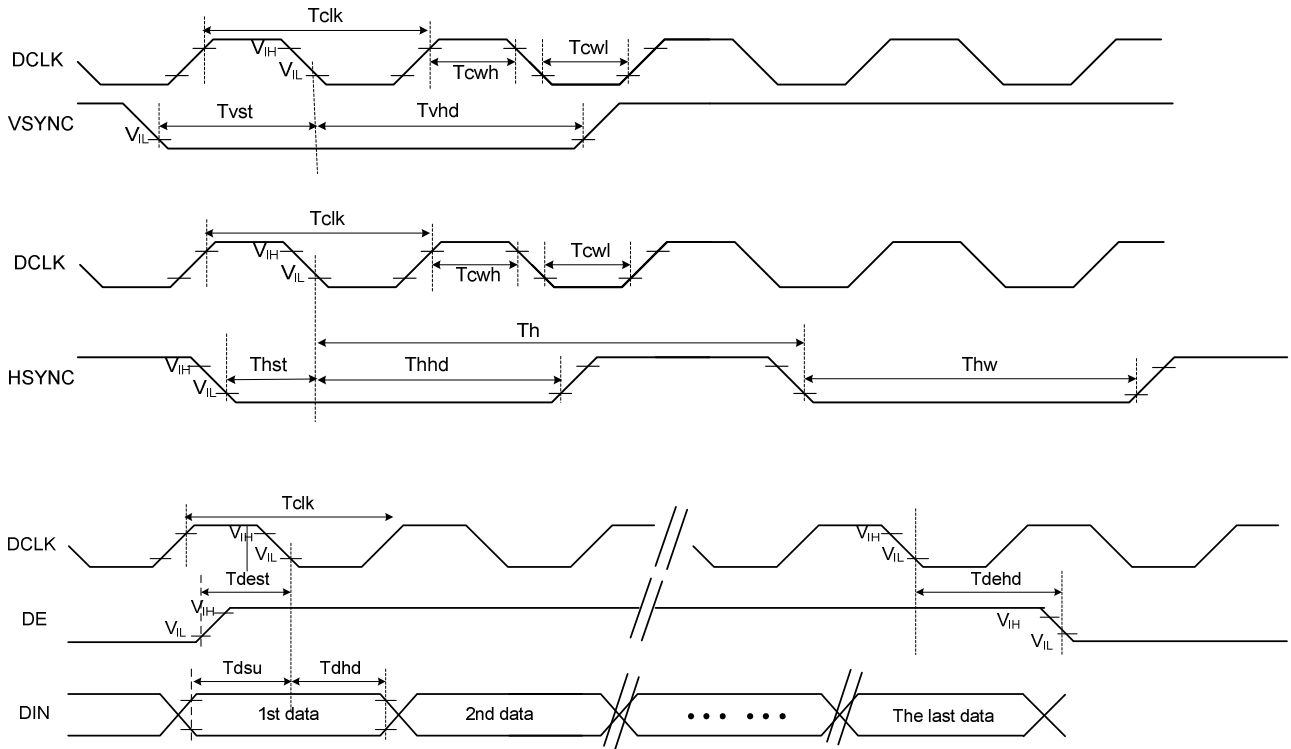 Tclk
DCLK
VIH
VIL
Tcwh
Tcwl
VSYNC
VIL
Tvst
Tvhd
Tclk
DCLK
VIH
VIL
Tcwh
Tcwl
Th
HSYNC
VIH
VIL
Thst
Thhd
Thw
Tclk
DCLK
VIH
VIL
VIH
VIL
Tdest
Tdehd
DE
VIH
VIL
VIH
VIL
Tdsu
Tdhd
DIN
1st data
2nd data
••• •••
The last data